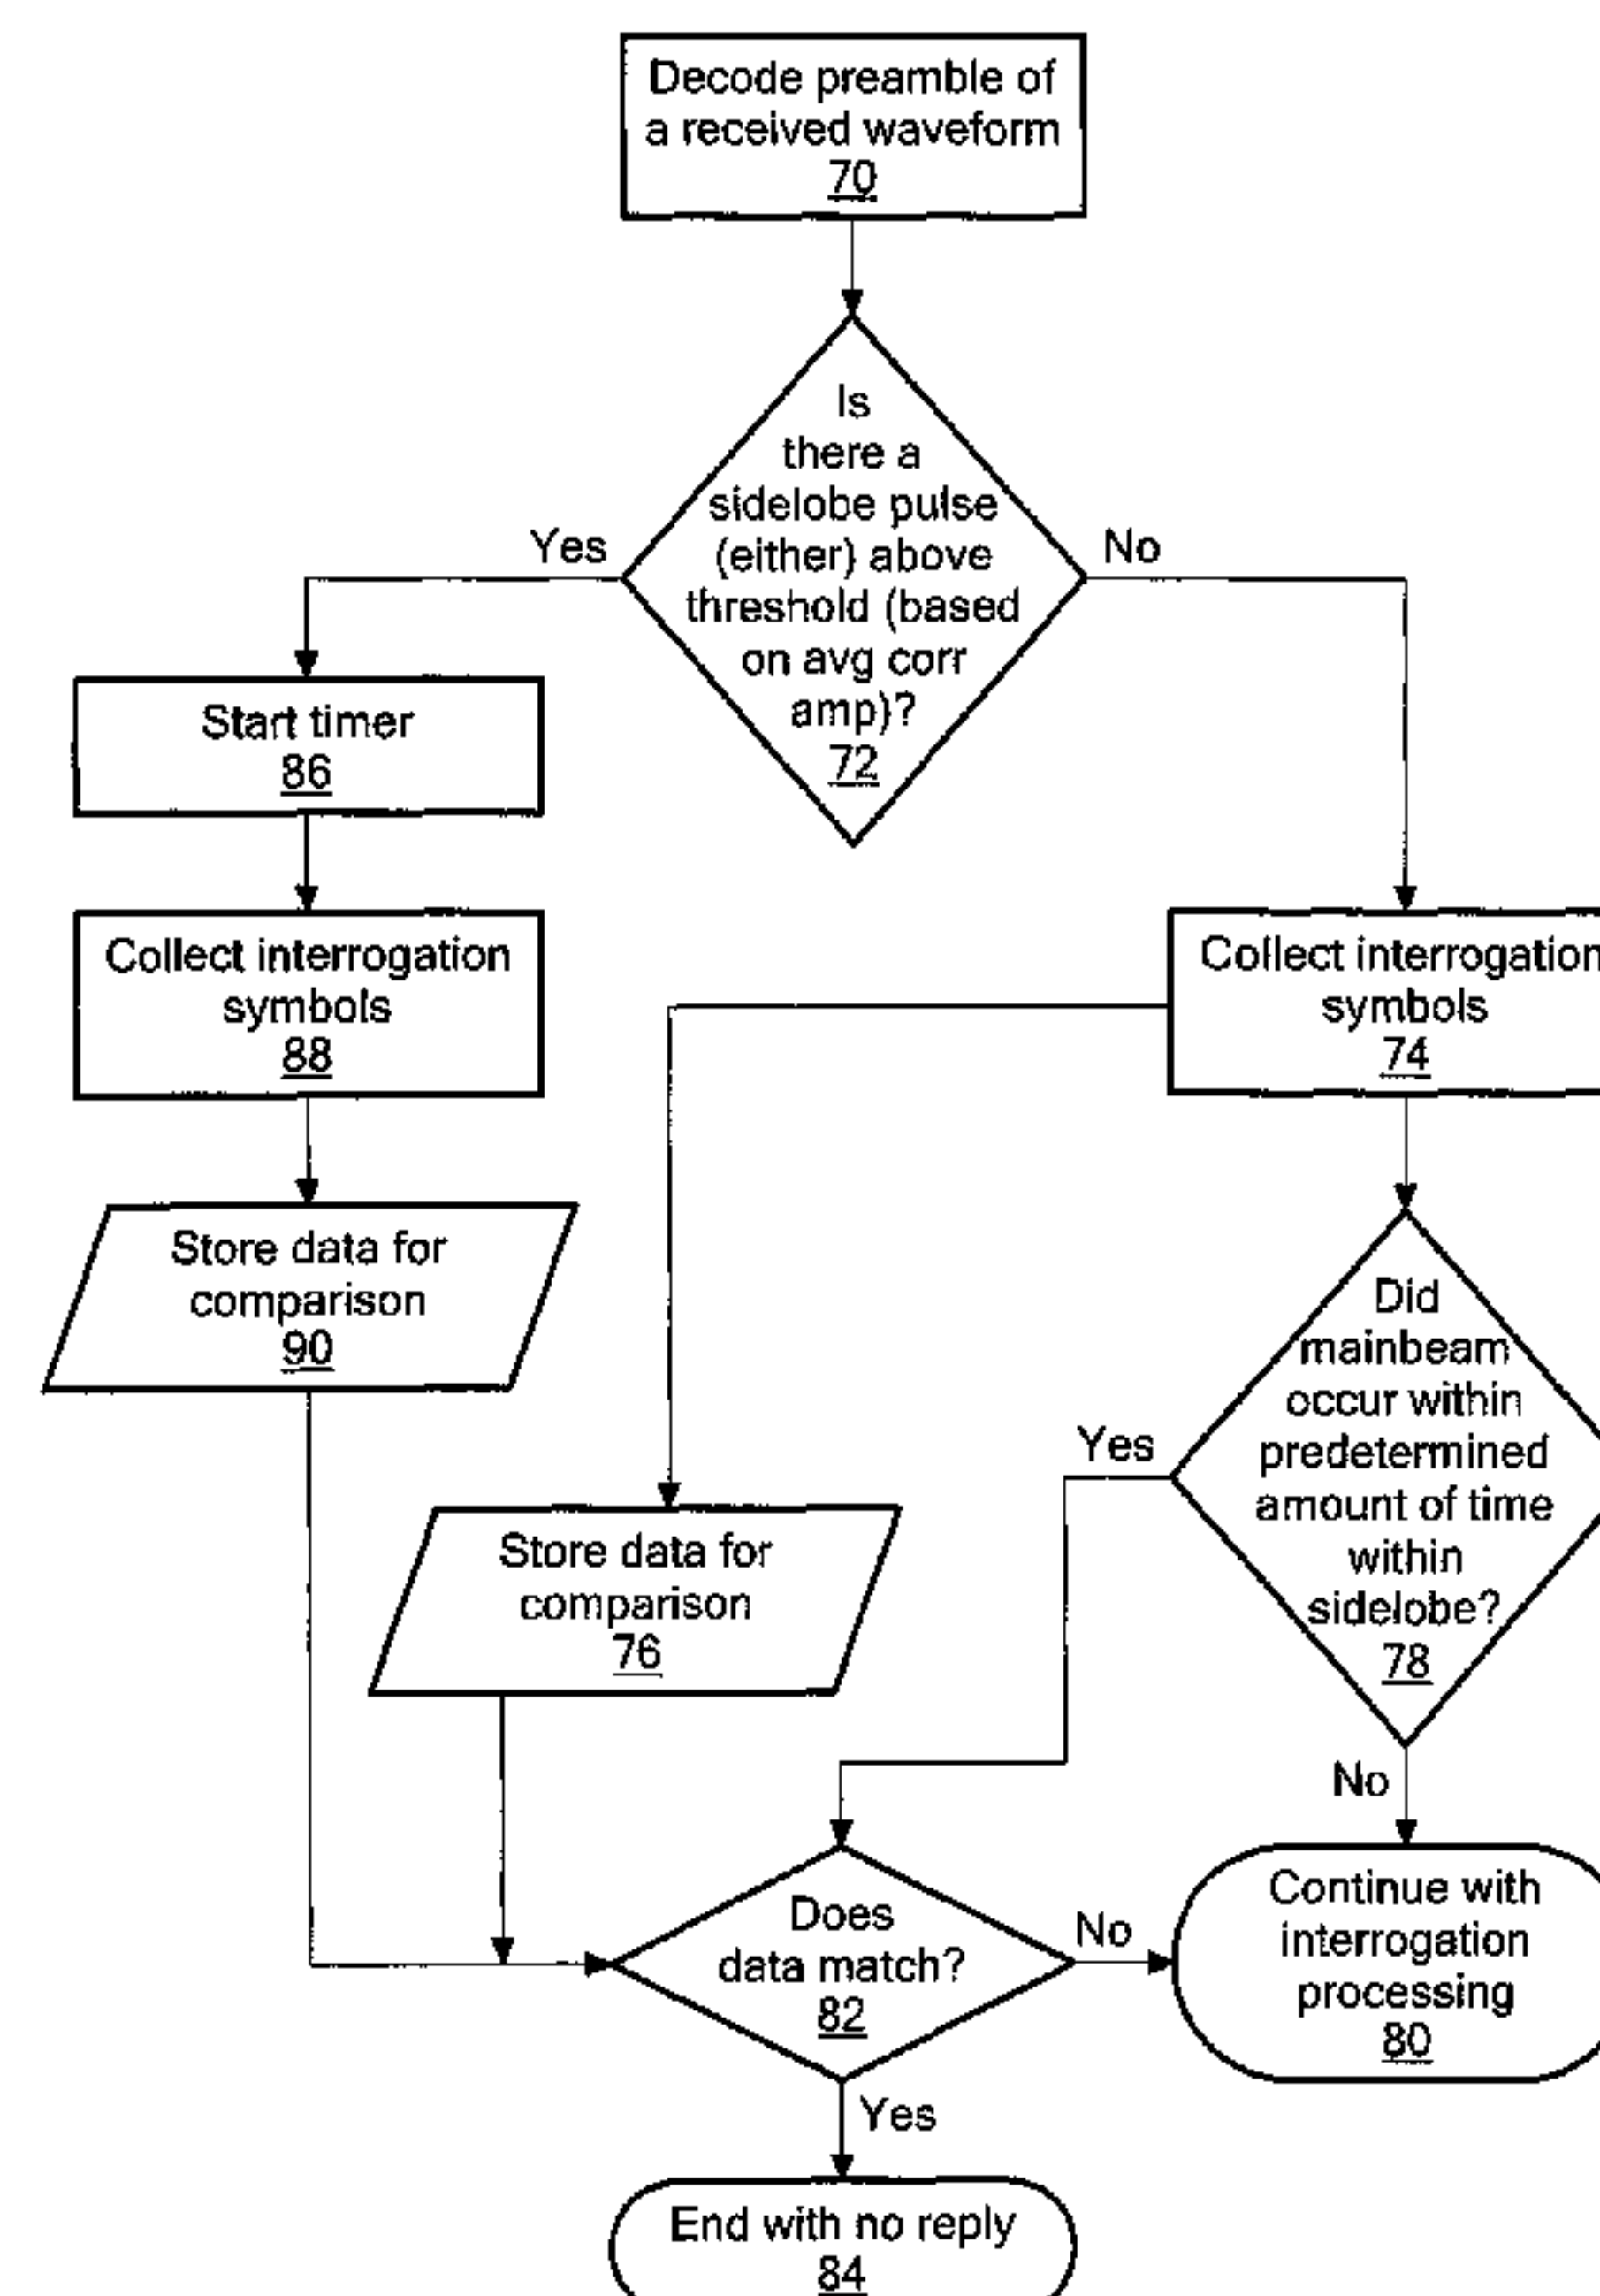 Decode preamble of
a received waveform
70
Is
there a
sidelobe pulse
(either) above
threshold (based
on avg corr
amp)?
72
Yes
No
Start timer
86
Collect interrogation
symbols
88
Collect interrogation
symbols
74
Store data for
comparison
90
Did
mainbeam
occur within
predetermined
amount of time
within
sidelobe?
78
Yes
No
Store data for
comparison
76
Does
data match?
82
No
Yes
Continue with
interrogation
processing
80
End with no reply
84